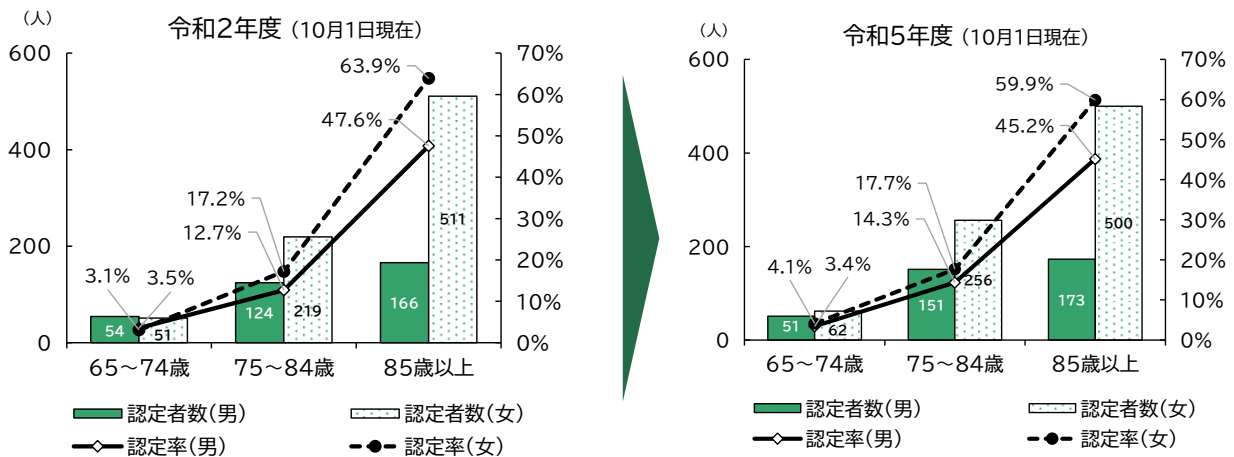 令和2年度 (10月1日現在)
(人)
600
400
200
0
70%
60%
50%
40%
30%
20%
10%
0%
63.9%
47.6%
17.2%
12.7%
3.1%
3.5%
54
51
124
219
166
511
65～74歳
75～84歳
85歳以上
認定者数(男)
認定者数(女)
認定率(男)
認定率(女)
令和5年度 (10月1日現在)
(人)
600
400
200
0
70%
60%
50%
40%
30%
20%
10%
0%
59.9%
45.2%
17.7%
14.3%
4.1%
3.4%
51
62
151
256
173
500
65～74歳
75～84歳
85歳以上
認定者数(男)
認定者数(女)
認定率(男)
認定率(女)